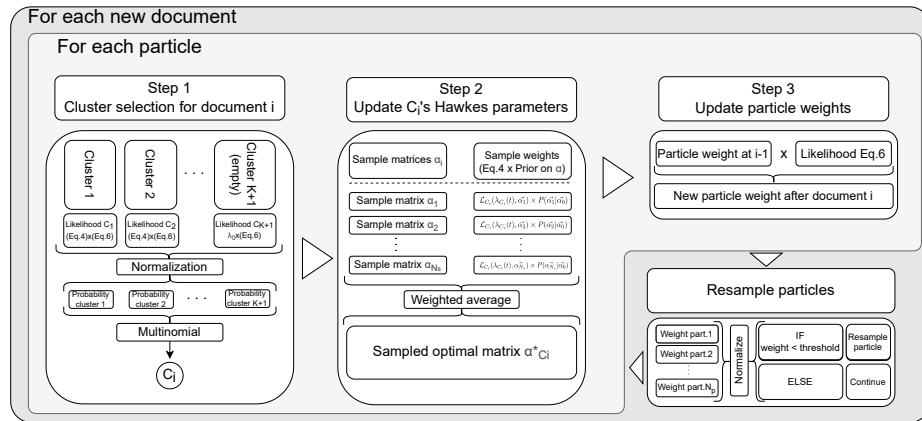 For each new document
For each particle
Step 1
Cluster selection for document i
Cluster 1
Cluster 2
. . .
Cluster K+1
(empty)
Likelihood C1
(Eq.4)x(Eq.6)
Likelihood C2
(Eq.4)x(Eq.6)
Likelihood CK+1
λ0x(Eq.6)
Normalization
Probability
cluster 1
Probability
cluster 2
. . .
Probability
cluster K+1
Multinomial
Ci
Step 2
Update Ci's Hawkes parameters
Sample matrices αi
Sample weights
(Eq.4 x Prior on α)
Sample matrix α1
Sample matrix α2
Sample matrix αNs
Weighted average
Sampled optimal matrix α*Ci
Step 3
Update particle weights
Particle weight at i-1
x
Likelihood Eq.6
New particle weight after document i
Resample particles
Weight part.1
Weight part.2
Weight part.Np
Normalize
IF
weight < threshold
Resample
particle
ELSE
Continue